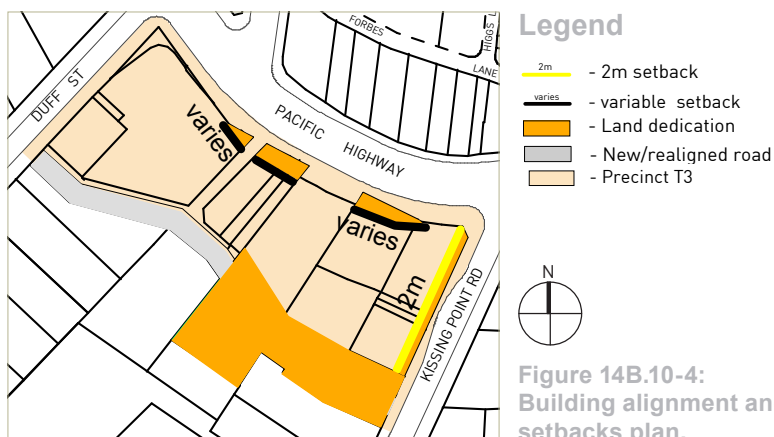 FORBES
LANE
HIGGS L
DUFF ST
PACIFIC HIGHWAY
KISSING POINT RD
varies
varies
2m
Legend
2m - 2m setback
varies - variable setback
- Land dedication
- New/realigned road
- Precinct T3
N
Figure 14B.10-4:
Building alignment an
setbacks plan.